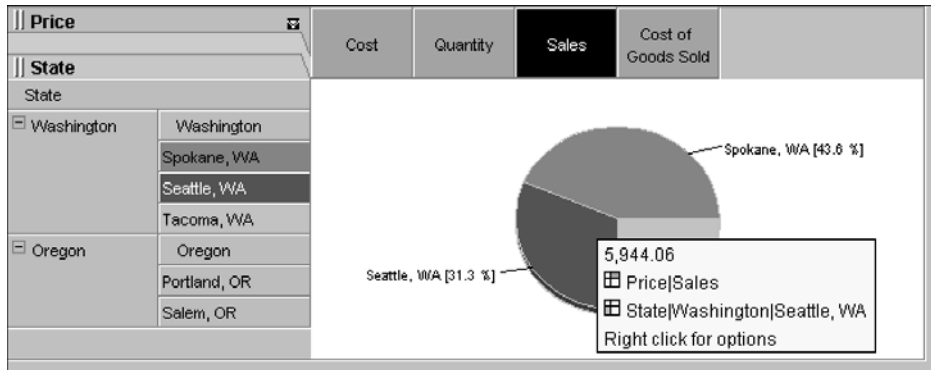 Price
State
State
Washington
Washington
Spokane, WA
Seattle, WA
Tacoma, WA
Oregon
Oregon
Portland, OR
Salem, OR
Cost
Quantity
Sales
Cost of
Goods Sold
Spokane, WA [43.6 %]
Seattle, WA [31.3 %]
5,944.06
Price|Sales
State|Washington|Seattle, WA
Right click for options